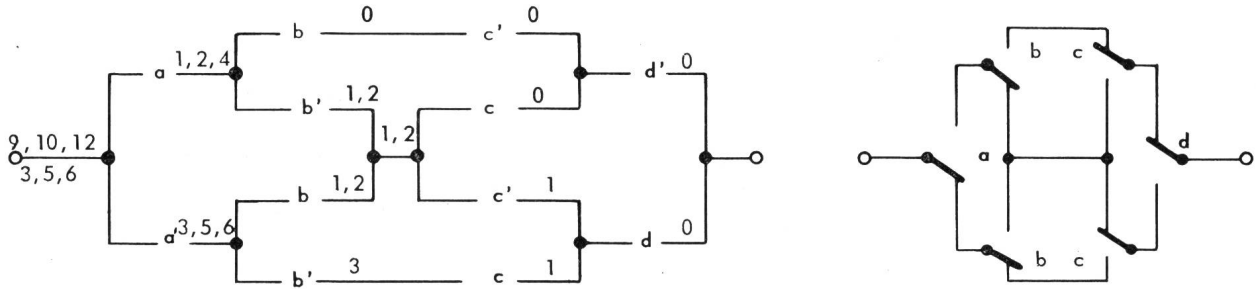 b 0 c' 0
a 1,2,4 d' 0
b' 1,2 c 0
1,2
9,10,12
3,5,6
b 1,2 c' 1
a' 3,5,6 d 0
b' 3 c 1
b c
d
a
b c